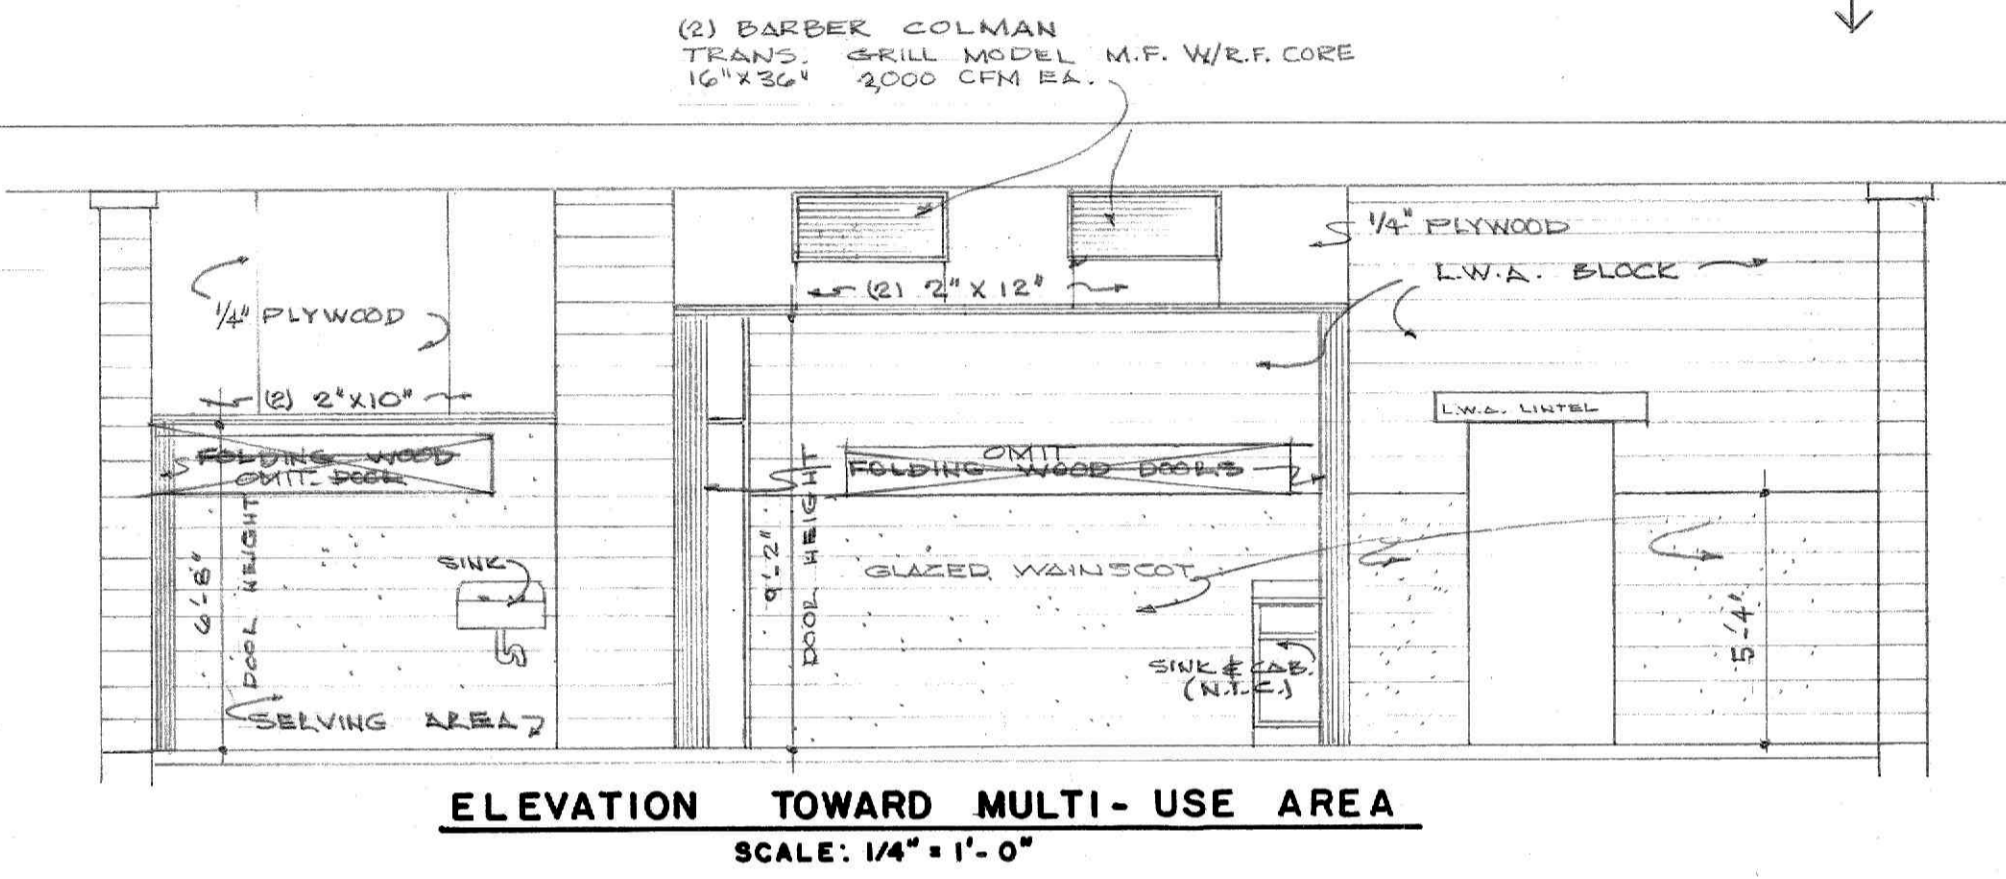 (2) BARBER COLMAN
TRANS. GRILL MODEL M.F. W/R.F. CORE
16"X36" 2,000 CFM EA.
1/4" PLYWOOD
L.W.A. BLOCK
(2) 2" X 12"
1/4" PLYWOOD
(2) 2"X10"
L.W.A. LINTEL
FOLDING WOOD
OMIT DOOR
OMIT
FOLDING WOOD DOORS
6'-8"
DOOR HEIGHT
SINK
9'-2"
DOOR HEIGHT
GLAZED WAINSCOT
5'-4"
SINK & CAB.
(N.I.C.)
SERVING AREA
ELEVATION TOWARD MULTI-USE AREA
SCALE: 1/4" = 1'-0"